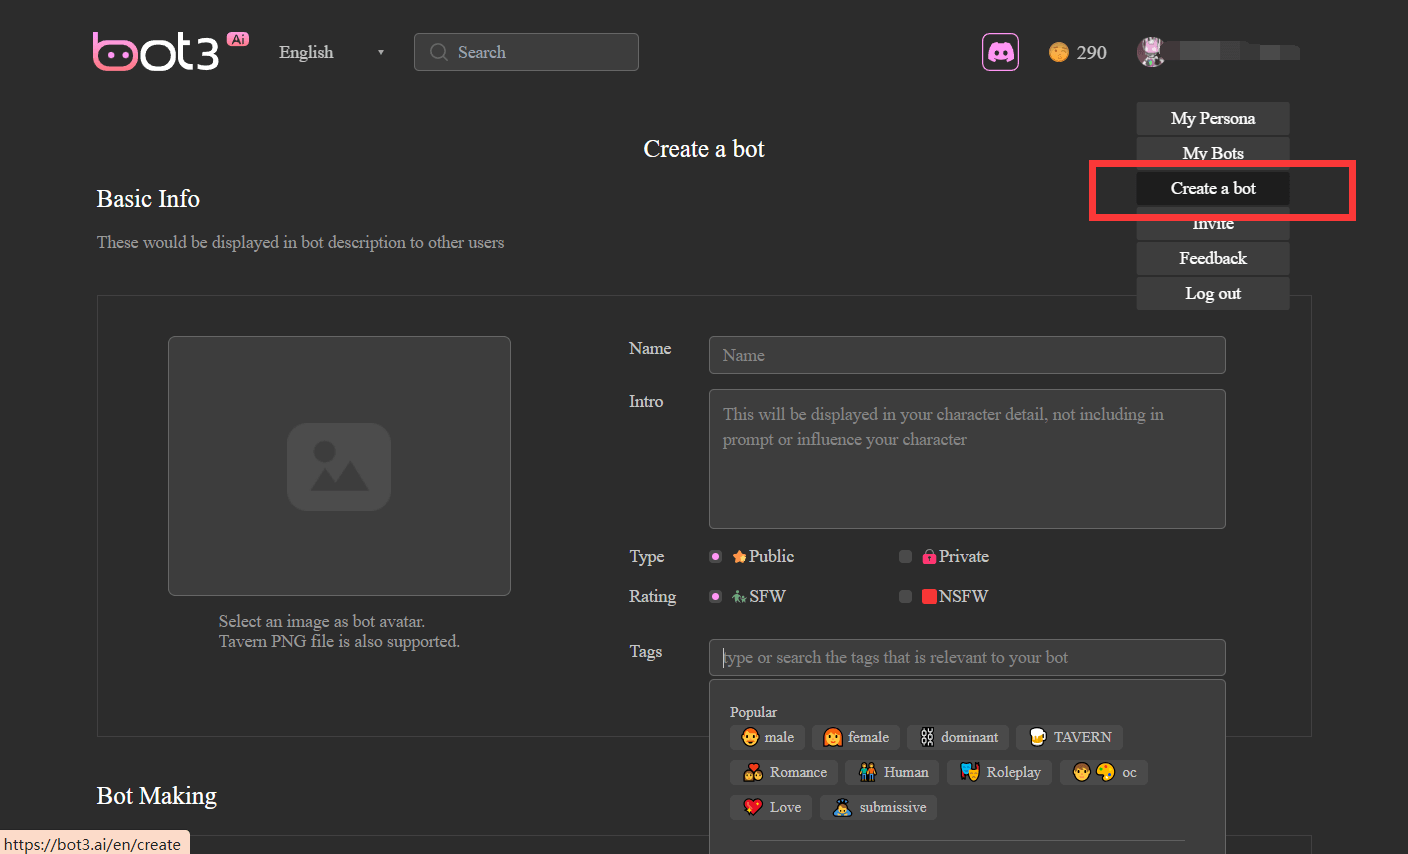 bot3 Ai
English
Search
290
My Persona
My Bots
Create a bot
Invite
Feedback
Log out
Create a bot
Basic Info
These would be displayed in bot description to other users
Select an image as bot avatar.
Tavern PNG file is also supported.
Name
Name
Intro
This will be displayed in your character detail, not including in
prompt or influence your character
Type
Public
Private
Rating
SFW
NSFW
Tags
type or search the tags that is relevant to your bot
Popular
male
female
dominant
TAVERN
Romance
Human
Roleplay
oc
Love
submissive
Bot Making
https://bot3.ai/en/create